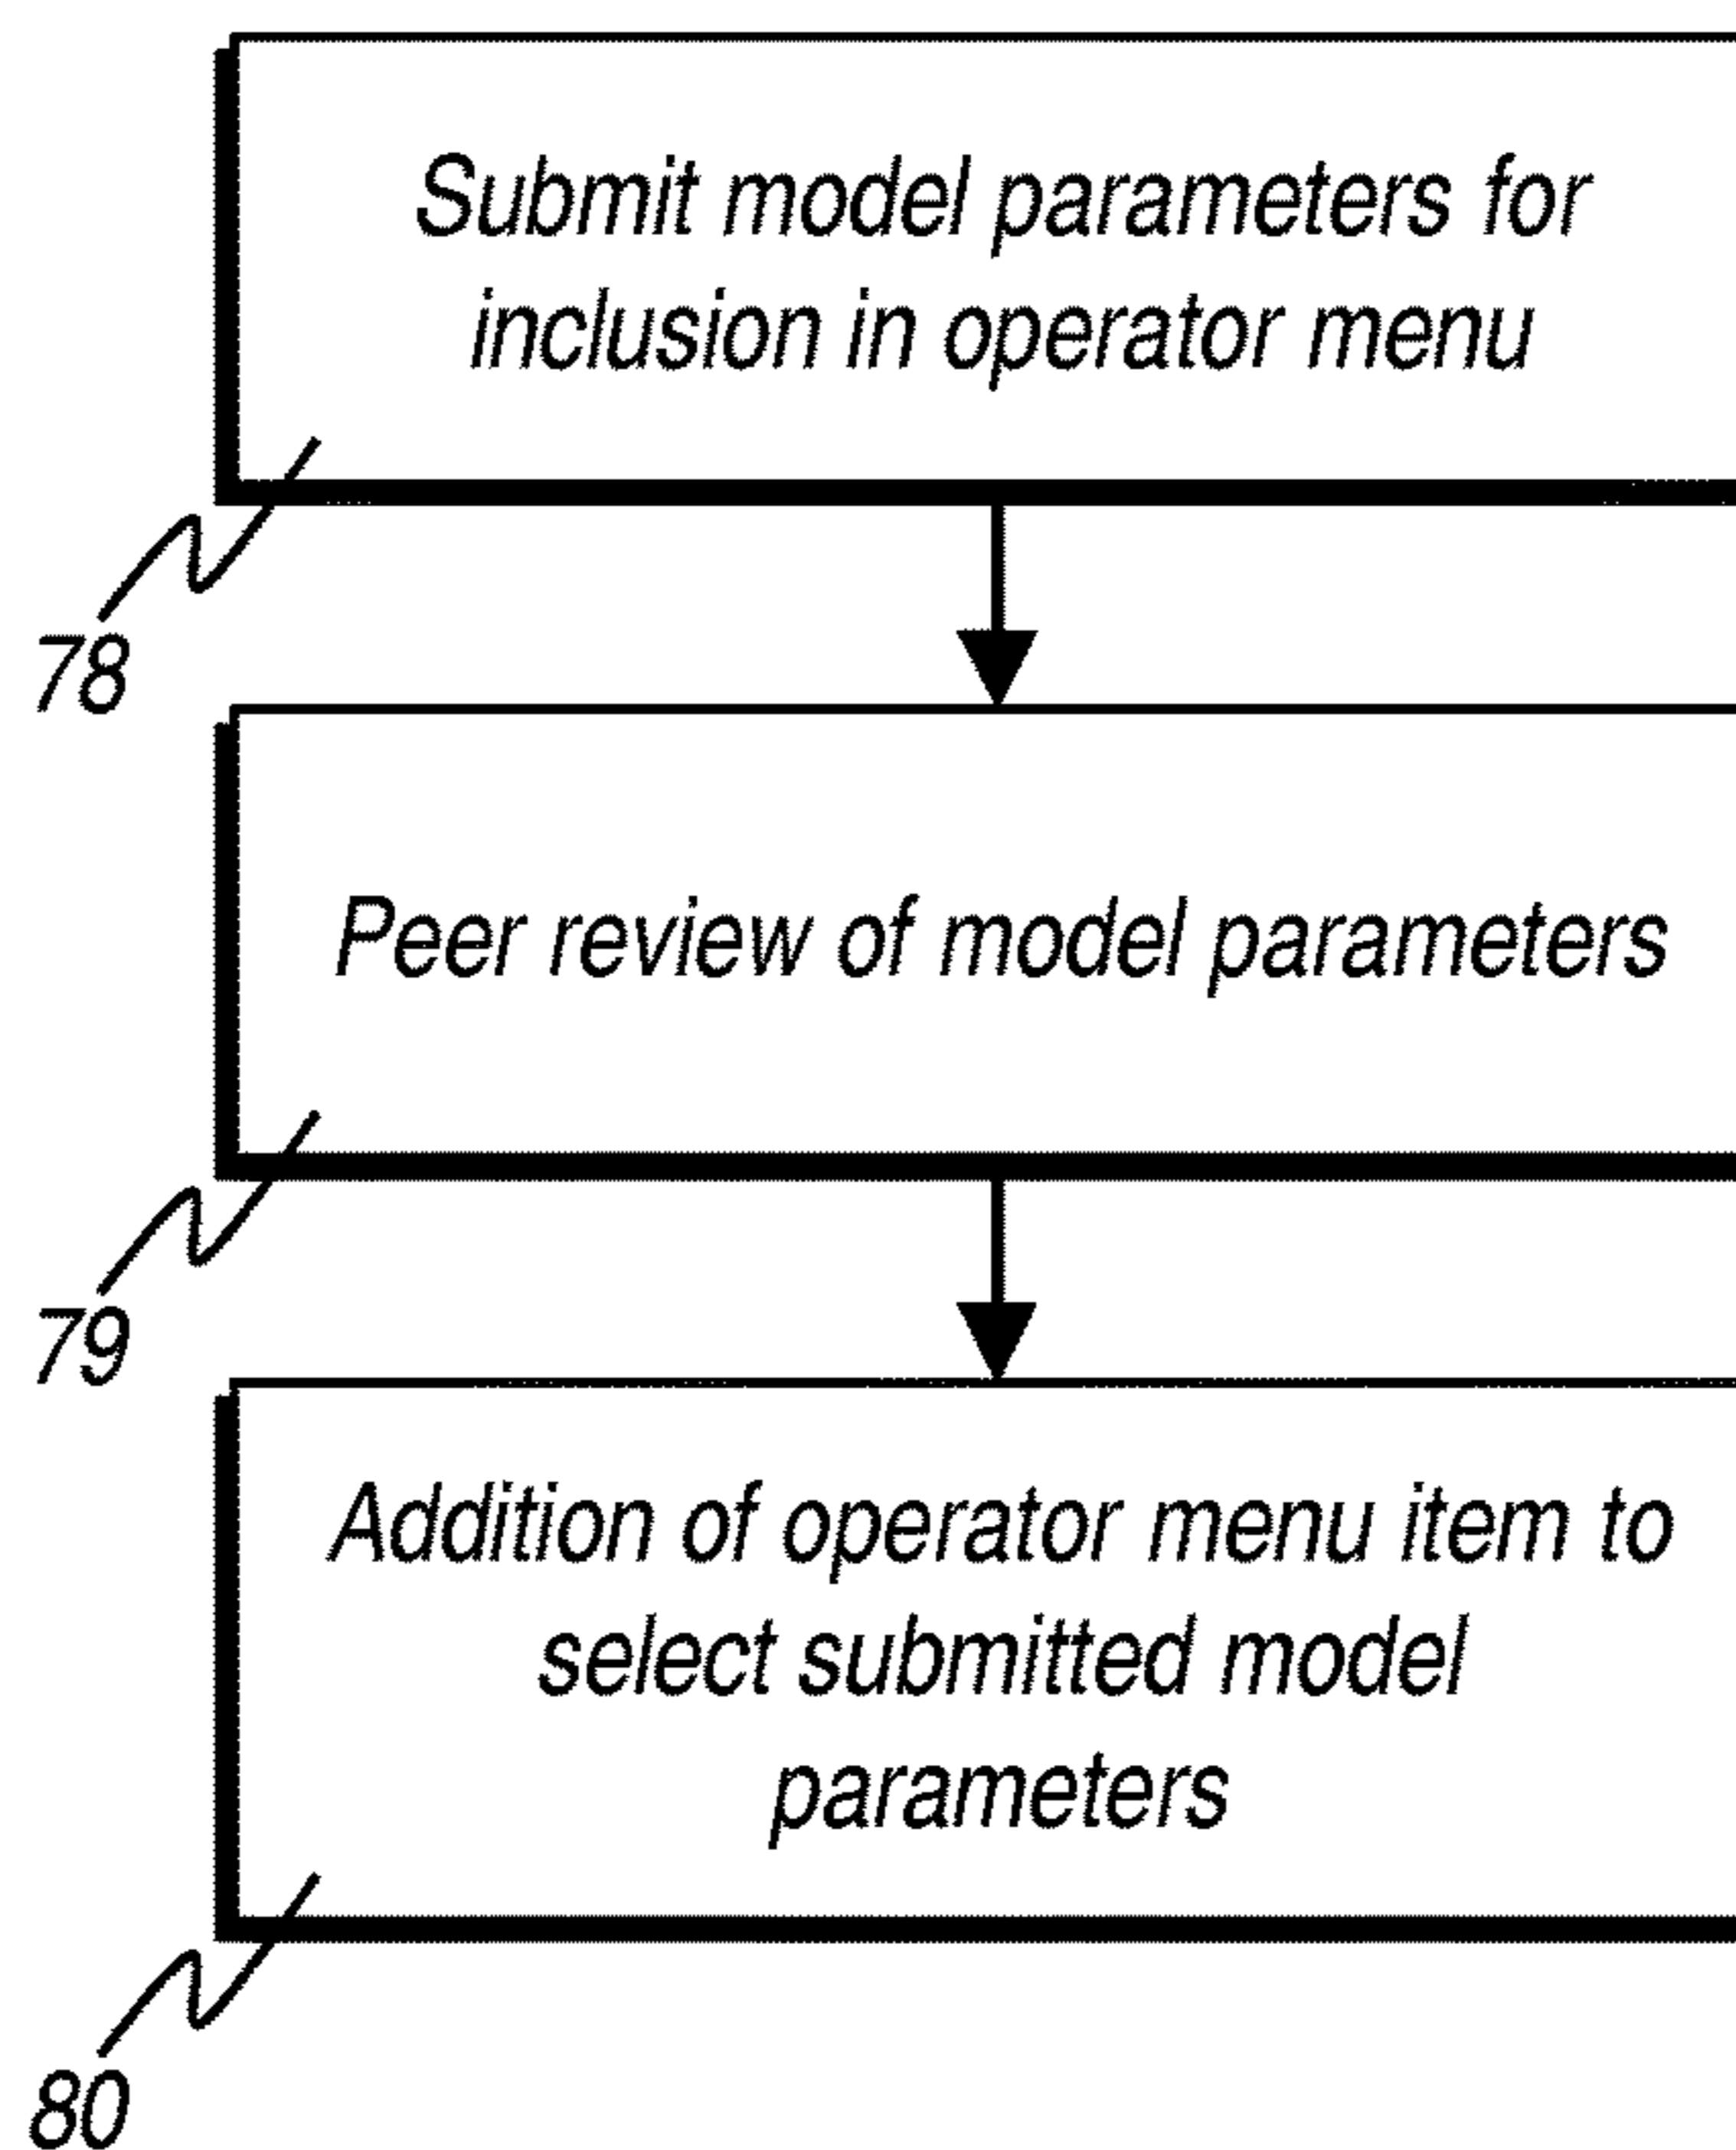 Submit model parameters for
inclusion in operator menu
78
Peer review of model parameters
79
Addition of operator menu item to
select submitted model
parameters
80